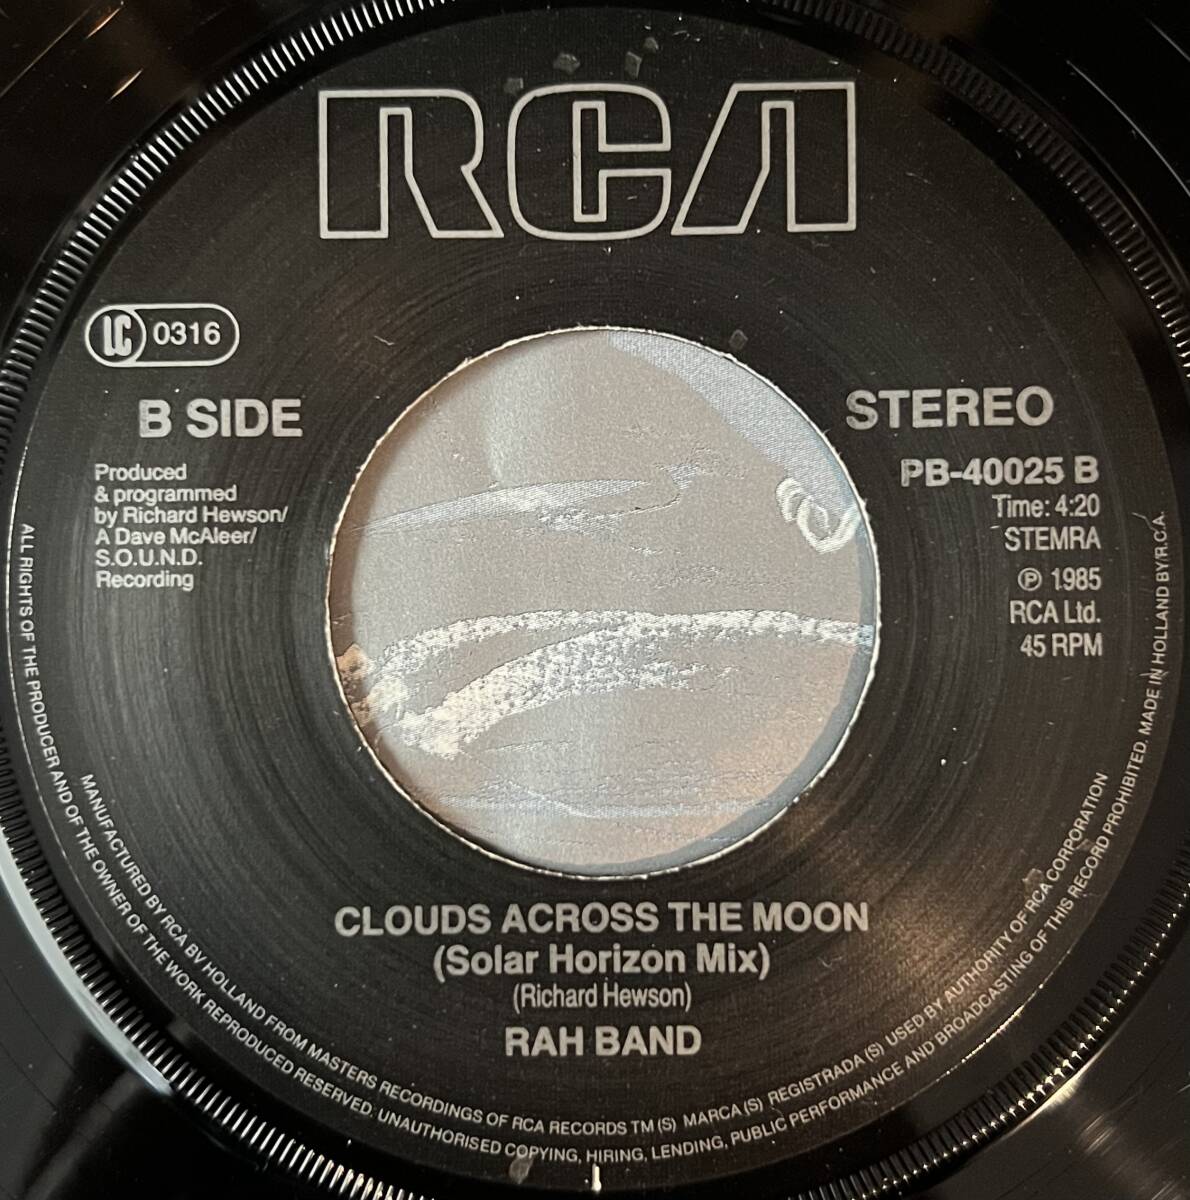 RCA
LC 0316
B SIDE
Produced
& programmed
by Richard Hewson/
A Dave McAleer/
S.O.U.N.D.
Recording
STEREO
PB-40025 B
Time: 4:20
STEMRA
℗ 1985
RCA Ltd.
45 RPM
CLOUDS ACROSS THE MOON
(Solar Horizon Mix)
(Richard Hewson)
RAH BAND
MANUFACTURED BY RCA BV HOLLAND FROM MASTERS RECORDINGS OF RCA RECORDS TM(S) MARCA(S) REGISTRADA(S) USED BY AUTHORITY OF RCA CORPORATION
ALL RIGHTS OF THE PRODUCER AND OF THE OWNER OF THE WORK REPRODUCED RESERVED. UNAUTHORISED COPYING, HIRING, LENDING, PUBLIC PERFORMANCE AND BROADCASTING OF THIS RECORD PROHIBITED. MADE IN HOLLAND BY/R.C.A.